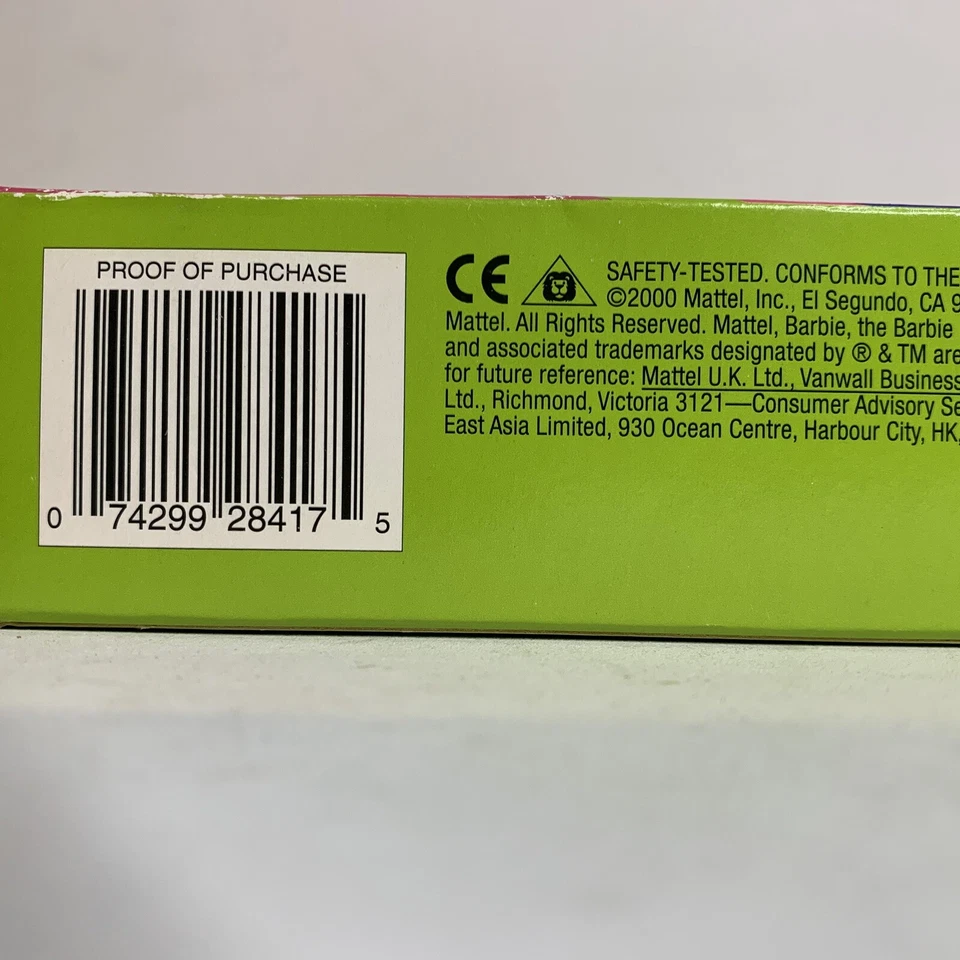 PROOF OF PURCHASE
0 74299 28417 5
CE SAFETY-TESTED. CONFORMS TO THE
©2000 Mattel, Inc., El Segundo, CA 9
Mattel. All Rights Reserved. Mattel, Barbie, the Barbie
and associated trademarks designated by ® & TM are
for future reference: Mattel U.K. Ltd., Vanwall Business
Ltd., Richmond, Victoria 3121—Consumer Advisory Se
East Asia Limited, 930 Ocean Centre, Harbour City, HK,